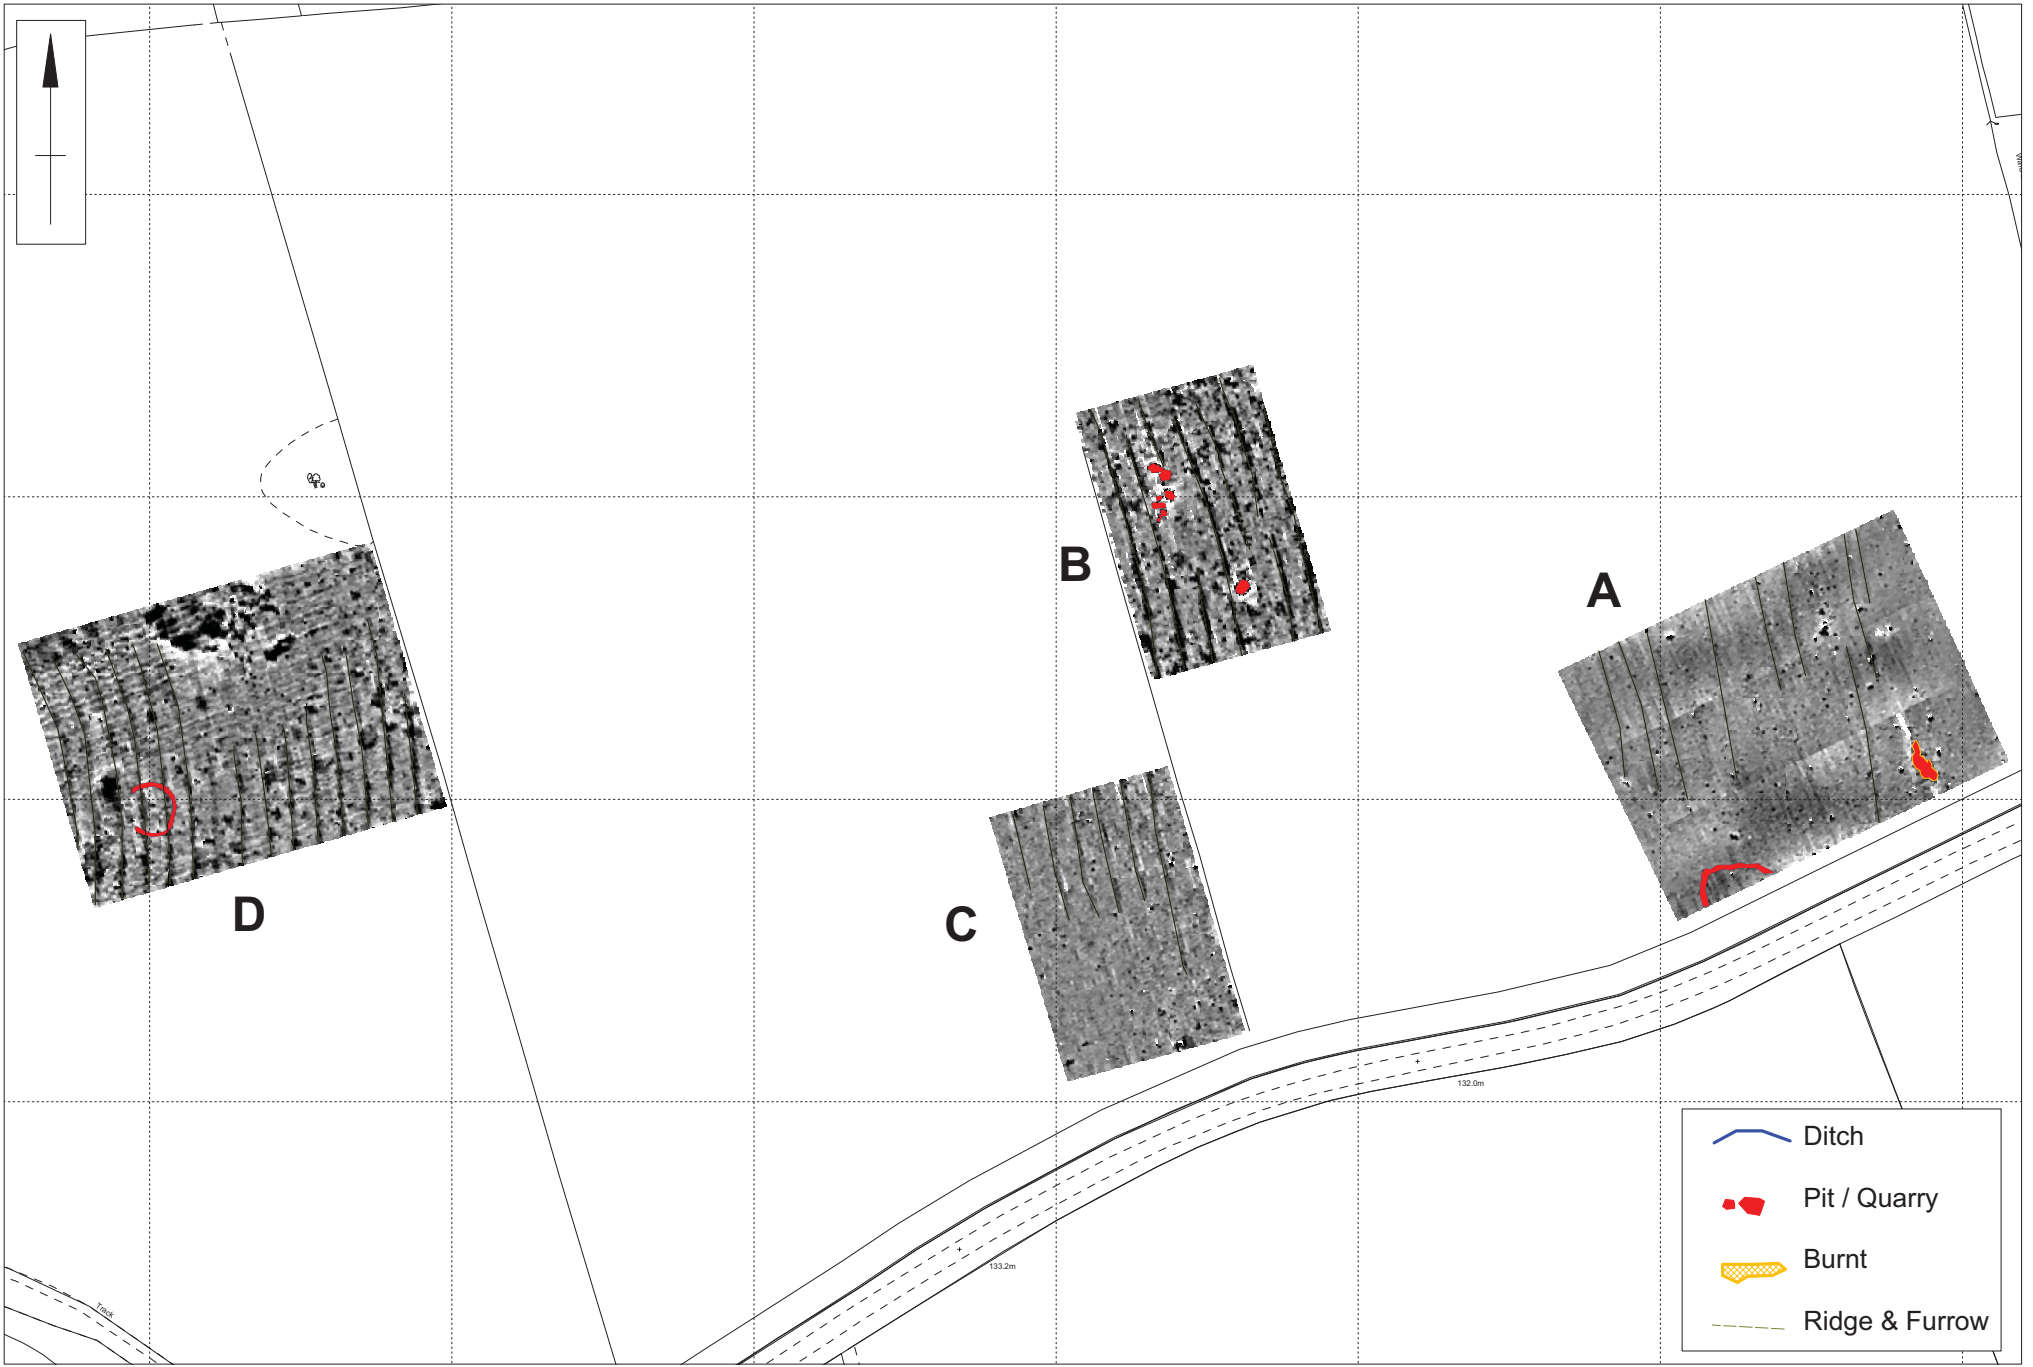 B
A
D
C
132.0m
133.2m
Track
Ditch
Pit / Quarry
Burnt
Ridge & Furrow